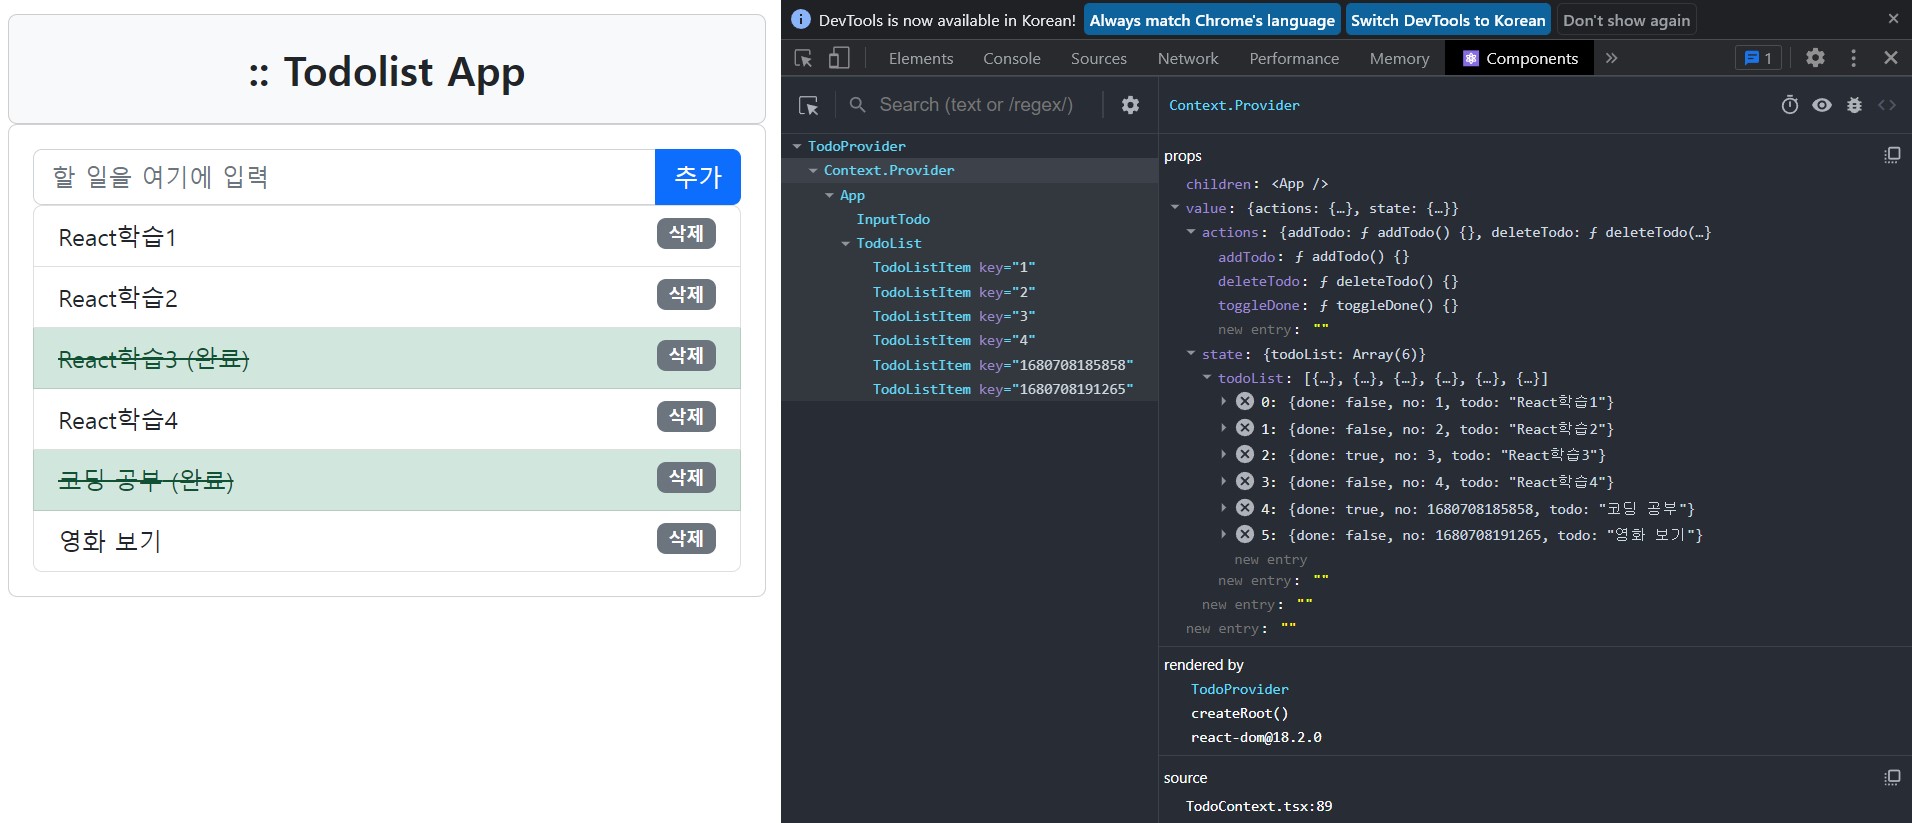 :: Todolist App
할 일을 여기에 입력
추가
React학습1
삭제
React학습2
삭제
React학습3 (완료)
삭제
React학습4
삭제
코딩 공부 (완료)
삭제
영화 보기
삭제
DevTools is now available in Korean! Always match Chrome's language Switch DevTools to Korean Don't show again
Elements Console Sources Network Performance Memory Components 1
Search (text or /regex/)
TodoProvider
Context.Provider
App
InputTodo
TodoList
TodoListItem key="1"
TodoListItem key="2"
TodoListItem key="3"
TodoListItem key="4"
TodoListItem key="1680708185858"
TodoListItem key="1680708191265"
Context.Provider
props
children: <App />
value: {actions: {…}, state: {…}}
actions: {addTodo: ƒ addTodo() {}, deleteTodo: ƒ deleteTodo(…}
addTodo: ƒ addTodo() {}
deleteTodo: ƒ deleteTodo() {}
toggleDone: ƒ toggleDone() {}
new entry: ""
state: {todoList: Array(6)}
todoList: [{…}, {…}, {…}, {…}, {…}, {…}]
0: {done: false, no: 1, todo: "React학습1"}
1: {done: false, no: 2, todo: "React학습2"}
2: {done: true, no: 3, todo: "React학습3"}
3: {done: false, no: 4, todo: "React학습4"}
4: {done: true, no: 1680708185858, todo: "코딩 공부"}
5: {done: false, no: 1680708191265, todo: "영화 보기"}
new entry
new entry: ""
new entry: ""
new entry: ""
rendered by
TodoProvider
createRoot()
react-dom@18.2.0
source
TodoContext.tsx:89